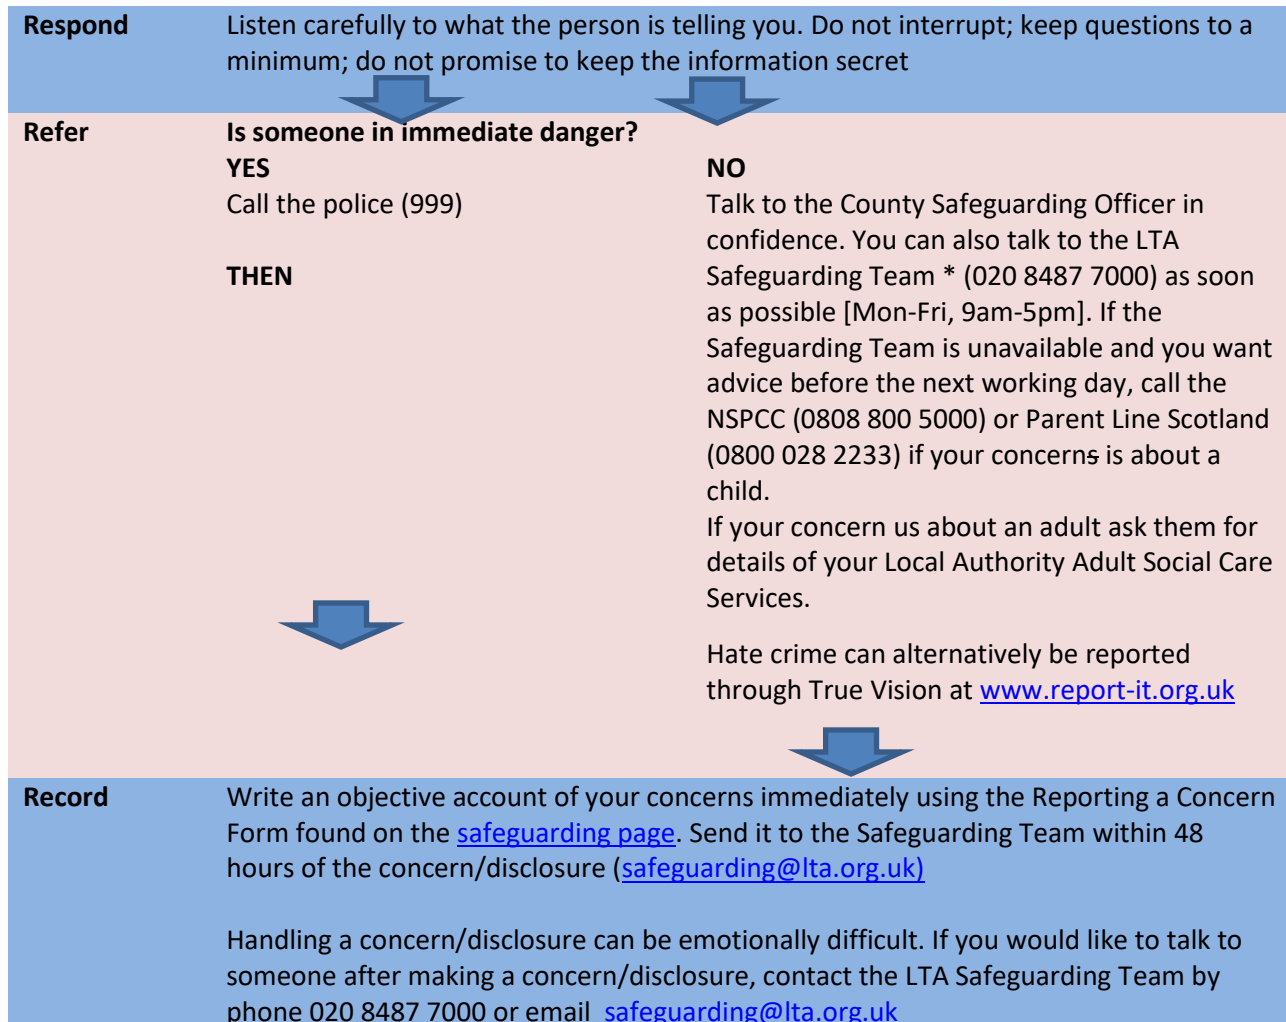 Respond
Listen carefully to what the person is telling you. Do not interrupt; keep questions to a
minimum; do not promise to keep the information secret
Refer
Is someone in immediate danger?
YES
Call the police (999)
THEN
NO
Talk to the County Safeguarding Officer in
confidence. You can also talk to the LTA
Safeguarding Team * (020 8487 7000) as soon
as possible [Mon-Fri, 9am-5pm]. If the
Safeguarding Team is unavailable and you want
advice before the next working day, call the
NSPCC (0808 800 5000) or Parent Line Scotland
(0800 028 2233) if your concerns is about a
child.
If your concern us about an adult ask them for
details of your Local Authority Adult Social Care
Services.
Hate crime can alternatively be reported
through True Vision at www.report-it.org.uk
Record
Write an objective account of your concerns immediately using the Reporting a Concern
Form found on the safeguarding page. Send it to the Safeguarding Team within 48
hours of the concern/disclosure (safeguarding@lta.org.uk)
Handling a concern/disclosure can be emotionally difficult. If you would like to talk to
someone after making a concern/disclosure, contact the LTA Safeguarding Team by
phone 020 8487 7000 or email safeguarding@lta.org.uk